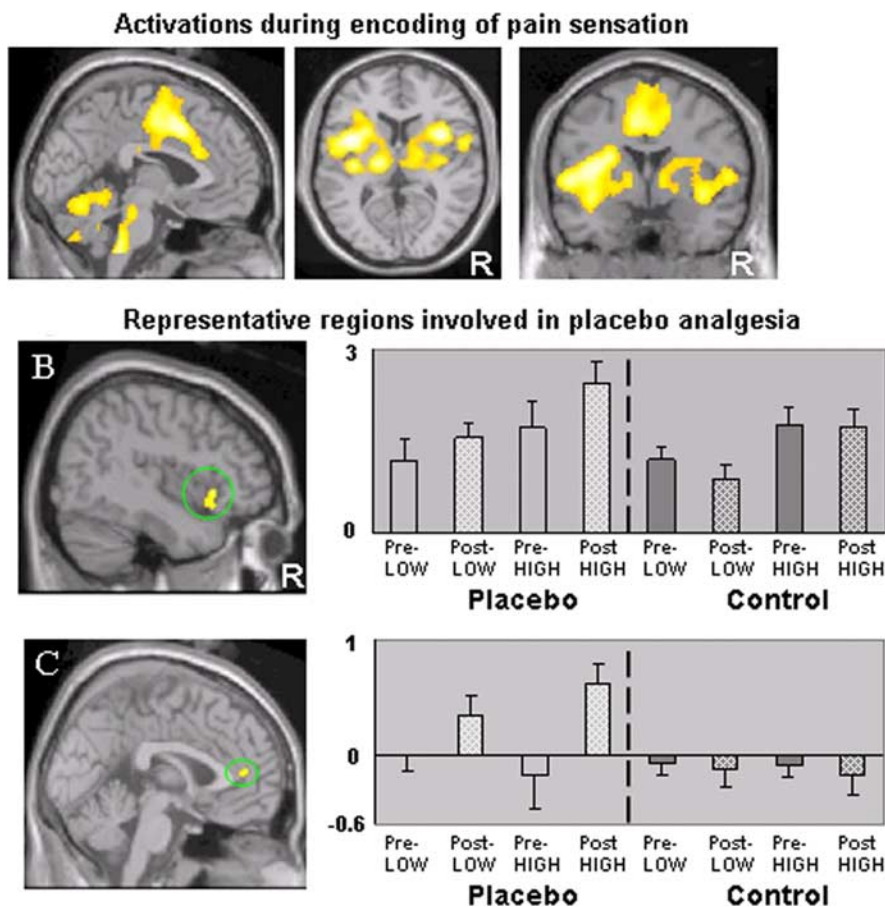 Activations during encoding of pain sensation
R
R
Representative regions involved in placebo analgesia
B
R
3
0
Pre-
LOW
Post-
LOW
Pre-
HIGH
Post
HIGH
Pre-
LOW
Post-
LOW
Pre-
HIGH
Post
HIGH
Placebo
Control
C
1
0
-0.6
Pre-
LOW
Post-
LOW
Pre-
HIGH
Post
HIGH
Pre-
LOW
Post-
LOW
Pre-
HIGH
Post
HIGH
Placebo
Control